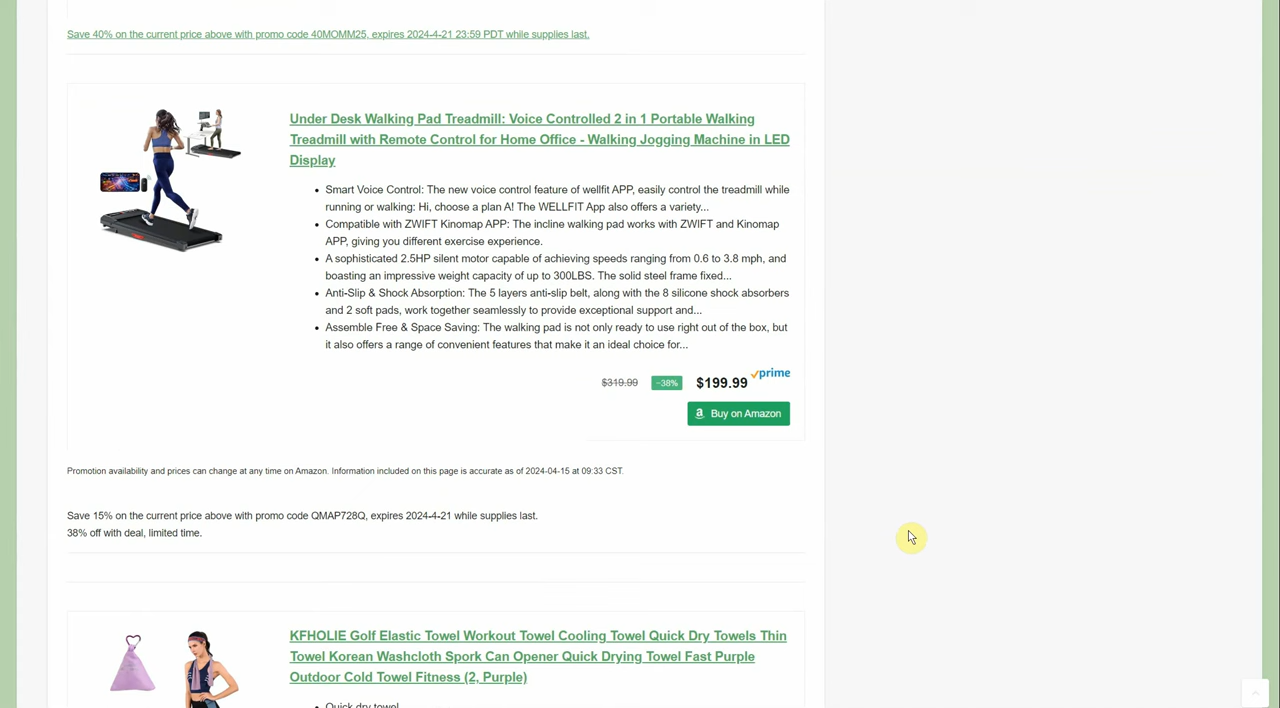 Save 40% on the current price above with promo code 40MOMM25, expires 2024-4-21 23:59 PDT while supplies last.
Under Desk Walking Pad Treadmill: Voice Controlled 2 in 1 Portable Walking
Treadmill with Remote Control for Home Office - Walking Jogging Machine in LED
Display
Smart Voice Control: The new voice control feature of wellfit APP, easily control the treadmill while
running or walking: Hi, choose a plan A! The WELLFIT App also offers a variety...
Compatible with ZWIFT Kinomap APP: The incline walking pad works with ZWIFT and Kinomap
APP, giving you different exercise experience.
A sophisticated 2.5HP silent motor capable of achieving speeds ranging from 0.6 to 3.8 mph, and
boasting an impressive weight capacity of up to 300LBS. The solid steel frame fixed...
Anti-Slip & Shock Absorption: The 5 layers anti-slip belt, along with the 8 silicone shock absorbers
and 2 soft pads, work together seamlessly to provide exceptional support and...
Assemble Free & Space Saving: The walking pad is not only ready to use right out of the box, but
it also offers a range of convenient features that make it an ideal choice for...
$319.99 −38% $199.99 prime
Buy on Amazon
Promotion availability and prices can change at any time on Amazon. Information included on this page is accurate as of 2024-04-15 at 09:33 CST.
Save 15% on the current price above with promo code QMAP728Q, expires 2024-4-21 while supplies last.
38% off with deal, limited time.
KFHOLIE Golf Elastic Towel Workout Towel Cooling Towel Quick Dry Towels Thin
Towel Korean Washcloth Spork Can Opener Quick Drying Towel Fast Purple
Outdoor Cold Towel Fitness (2, Purple)
Quick dry towel